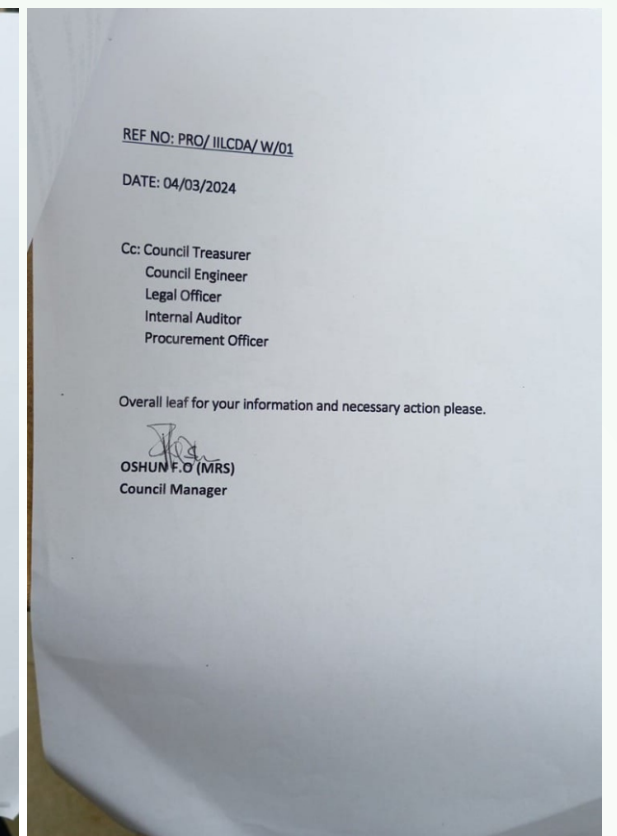 REF NO: PRO/ IILCDA/ W/01
DATE: 04/03/2024
Cc: Council Treasurer
Council Engineer
Legal Officer
Internal Auditor
Procurement Officer
Overall leaf for your information and necessary action please.
OSHUN F.O (MRS)
Council Manager